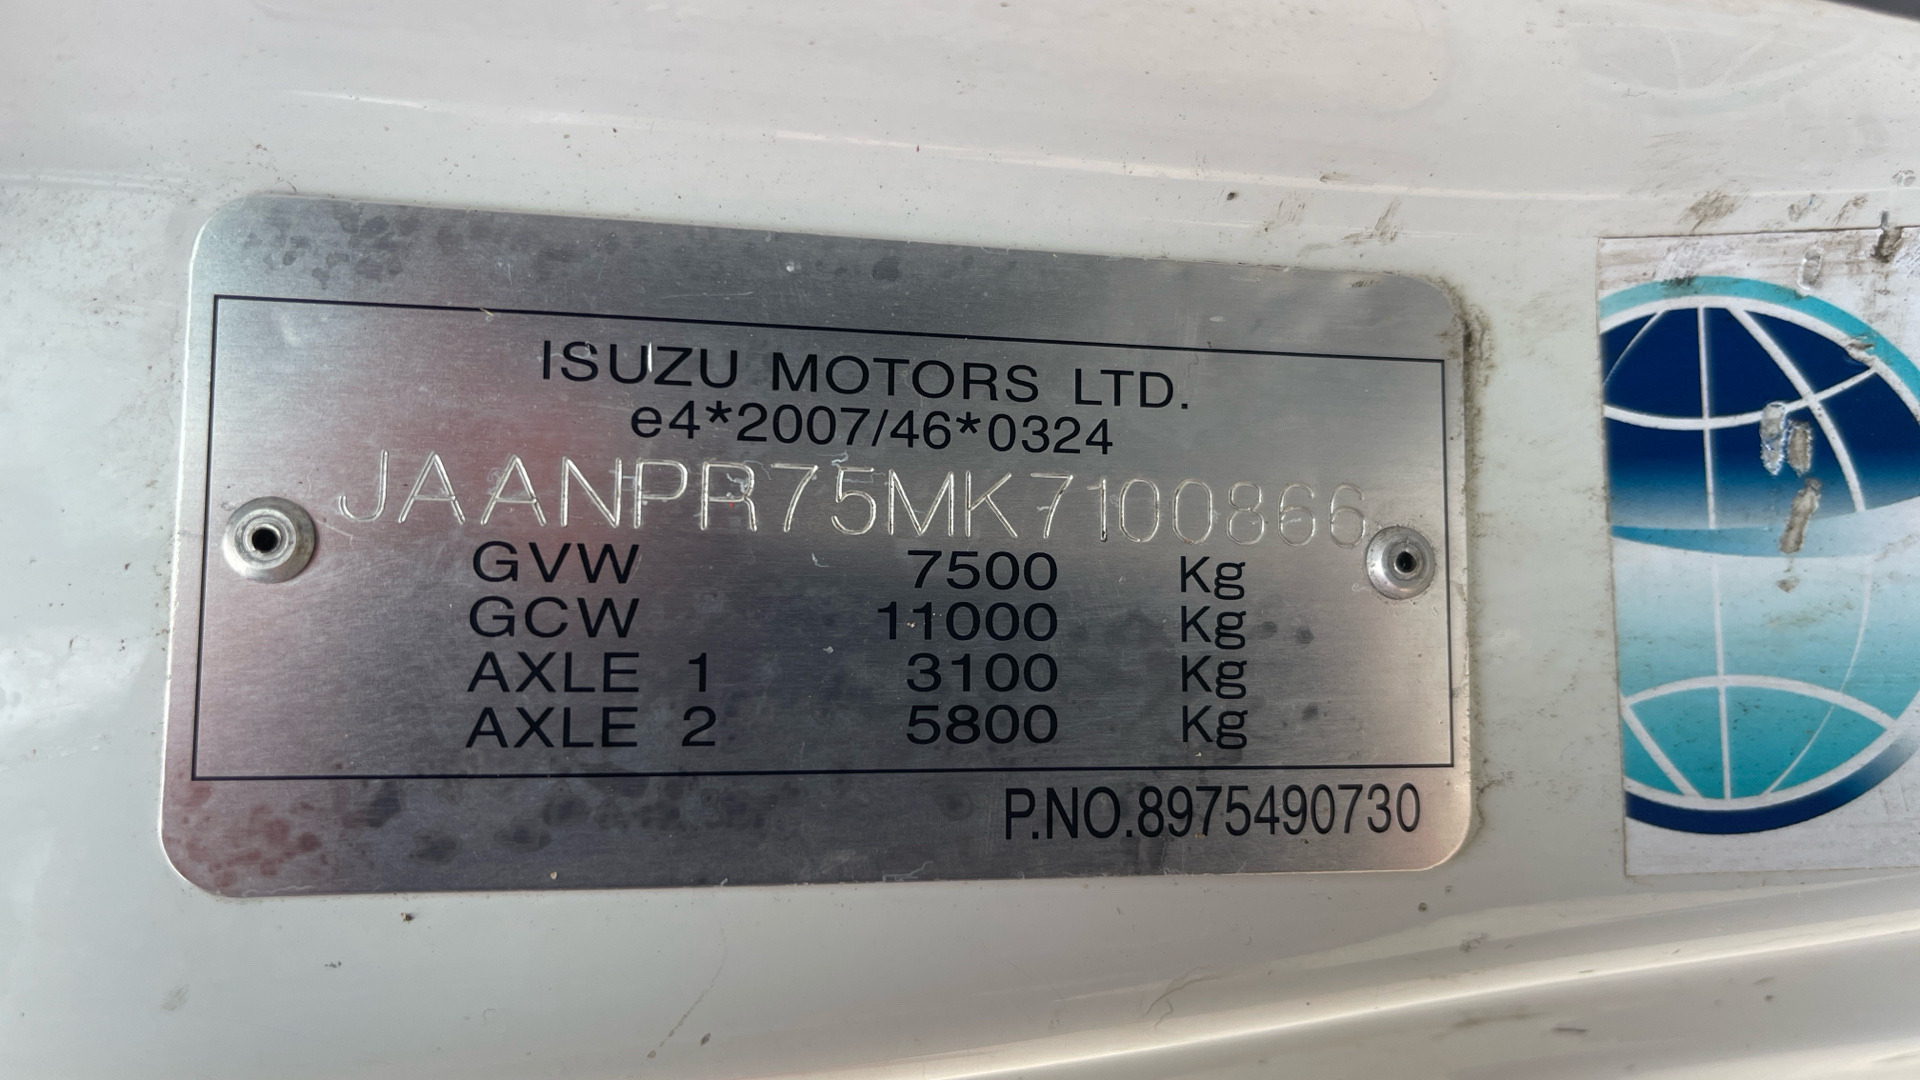 ISUZU MOTORS LTD.
e4*2007/46*0324
JAANPR75MK7100866
GVW 7500 Kg
GCW 11000 Kg
AXLE 1 3100 Kg
AXLE 2 5800 Kg
P.NO.8975490730